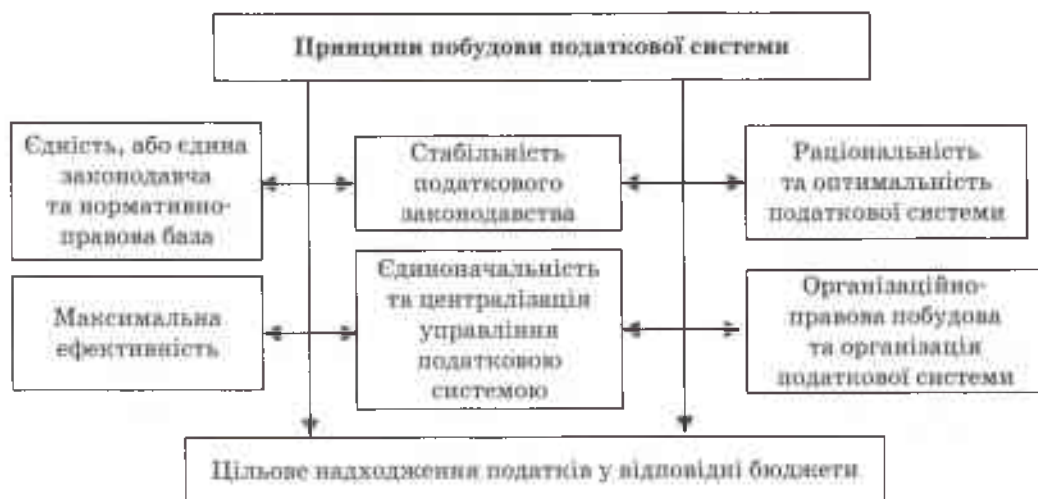 Принципи побудови податкової системи
Єдність, або єдина
законодавча
та нормативно-
правова база
Стабільність
податкового
законодавства
Раціональність
та оптимальність
податкової системи
Максимальна
ефективність
Єдиноначальність
та централізація
управління
податковою
системою
Організаційно-
правова побудова
та організація
податкової системи
Цільове надходження податків у відповідні бюджети